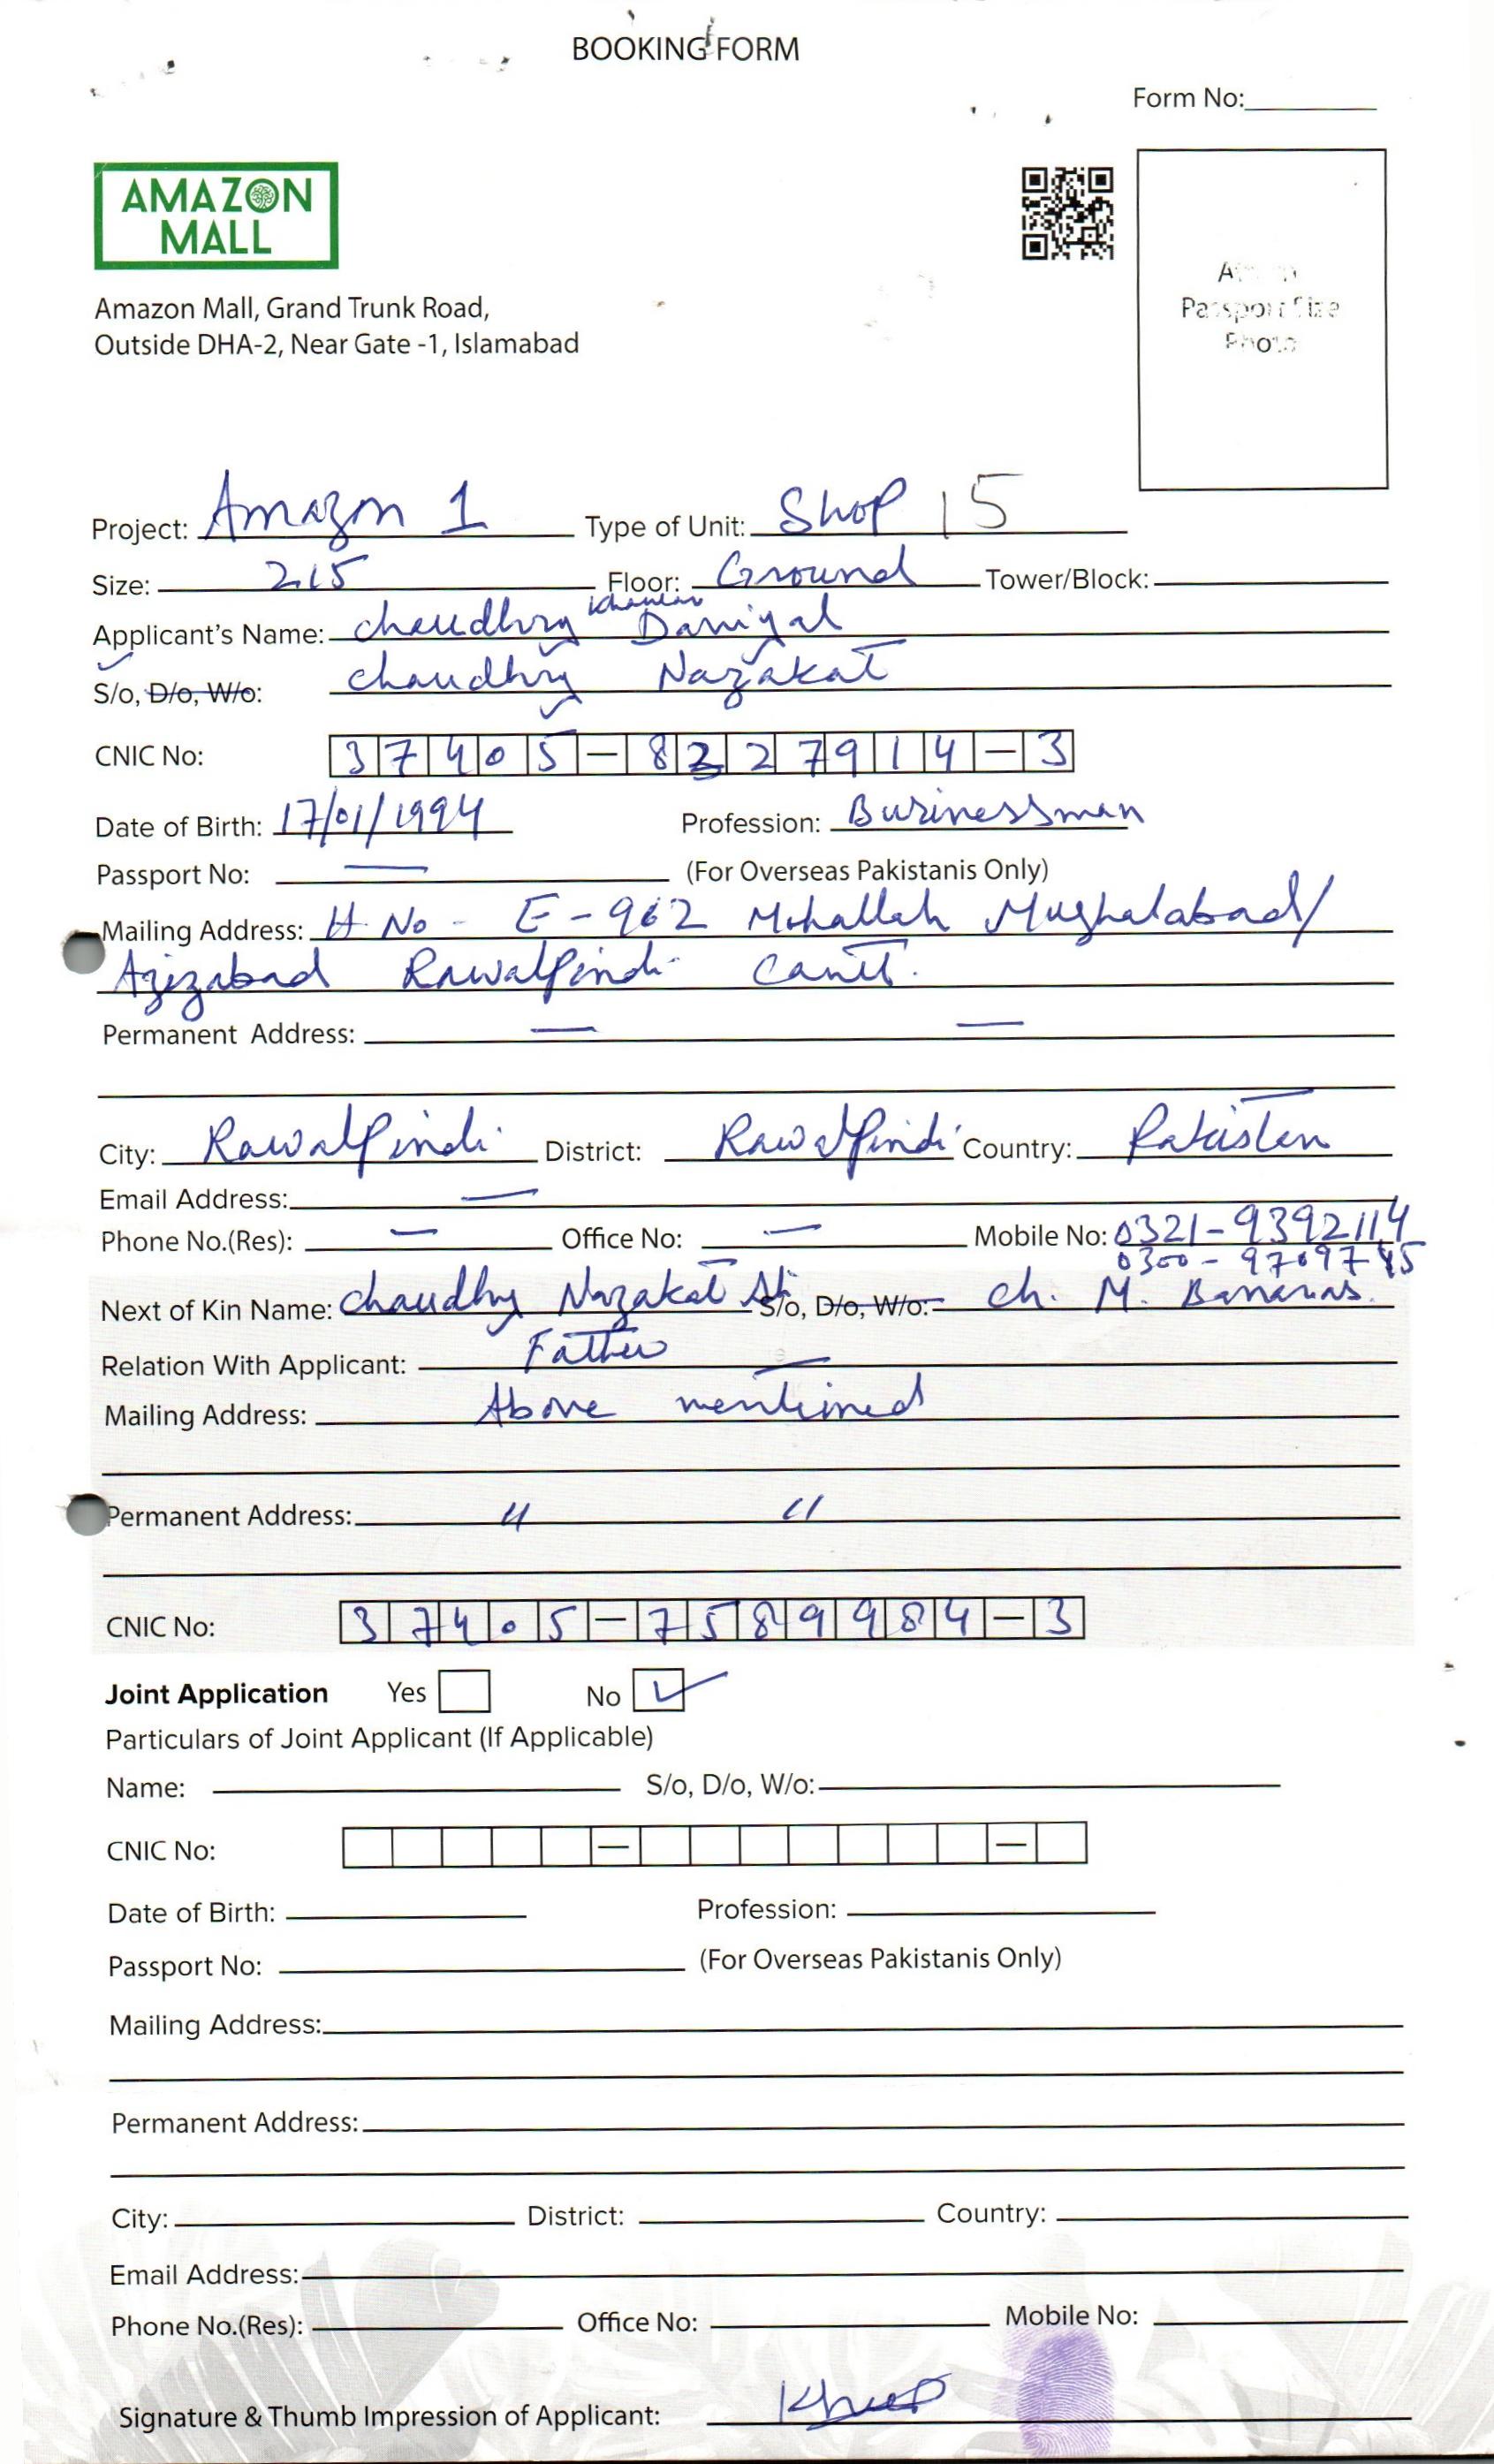 BOOKING FORM
Form No:
AMAZON
MALL
Amazon Mall, Grand Trunk Road,
Outside DHA-2, Near Gate -1, Islamabad
Passport Size
Photo
Project: Amazon 1 Type of Unit: Shop 15
Size: 215 Floor: Ground Tower/Block:
Applicant's Name: Chaudhry Daniyal
S/o, D/o, W/o: Chaudhry Nazakat
CNIC No: 37405-8227914-3
Date of Birth: 17/01/1994 Profession: Businessman
Passport No: — (For Overseas Pakistanis Only)
Mailing Address: H. No - E-962 Mohallah Mughalabad/
Azizabad Rawalpindi Cantt.
Permanent Address: — —
City: Rawalpindi District: Rawalpindi Country: Pakistan
Email Address: —
Phone No.(Res): — Office No: — Mobile No: 0321-9392114
Next of Kin Name: Chaudhry Nazakat S/o, D/o, W/o: Ch. M.
Relation With Applicant: Father
Mailing Address: Above mentioned
Permanent Address: " "
CNIC No: 37405-7589984-3
Joint Application Yes No ✓
Particulars of Joint Applicant (If Applicable)
Name: S/o, D/o, W/o:
CNIC No: — —
Date of Birth: Profession:
Passport No: (For Overseas Pakistanis Only)
Mailing Address:
Permanent Address:
City: District: Country:
Email Address:
Phone No.(Res): Office No: Mobile No:
Signature & Thumb Impression of Applicant: